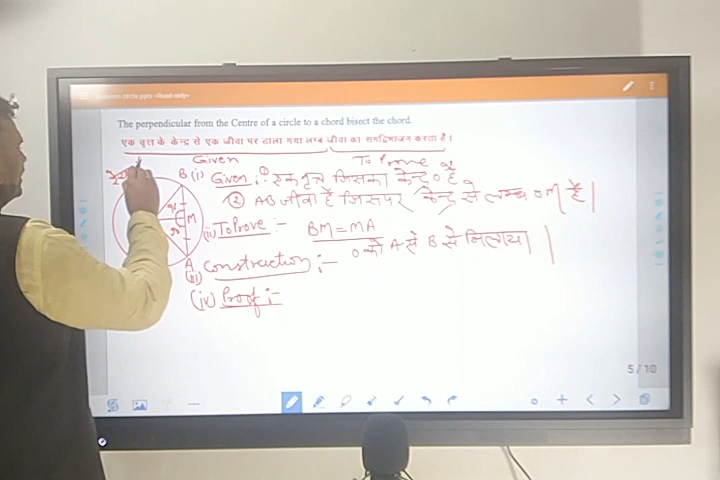 The perpendicular from the Centre of a circle to a chord bisect the chord.
एक वृत्त के केन्द्र से एक जीवा पर डाला गया लम्ब जीवा का समद्विभाजन करता है।
Given To Prove
B (i) Given :- ① एक वृत्त जिसका केन्द्र O है
② AB जीवा है जिसपर केन्द्र से लम्ब OM है |
M
(ii) To Prove :- BM = MA
A
(iii) Construction :- O को A से B से मिलाया |
(iv) Proof :-
5 / 10